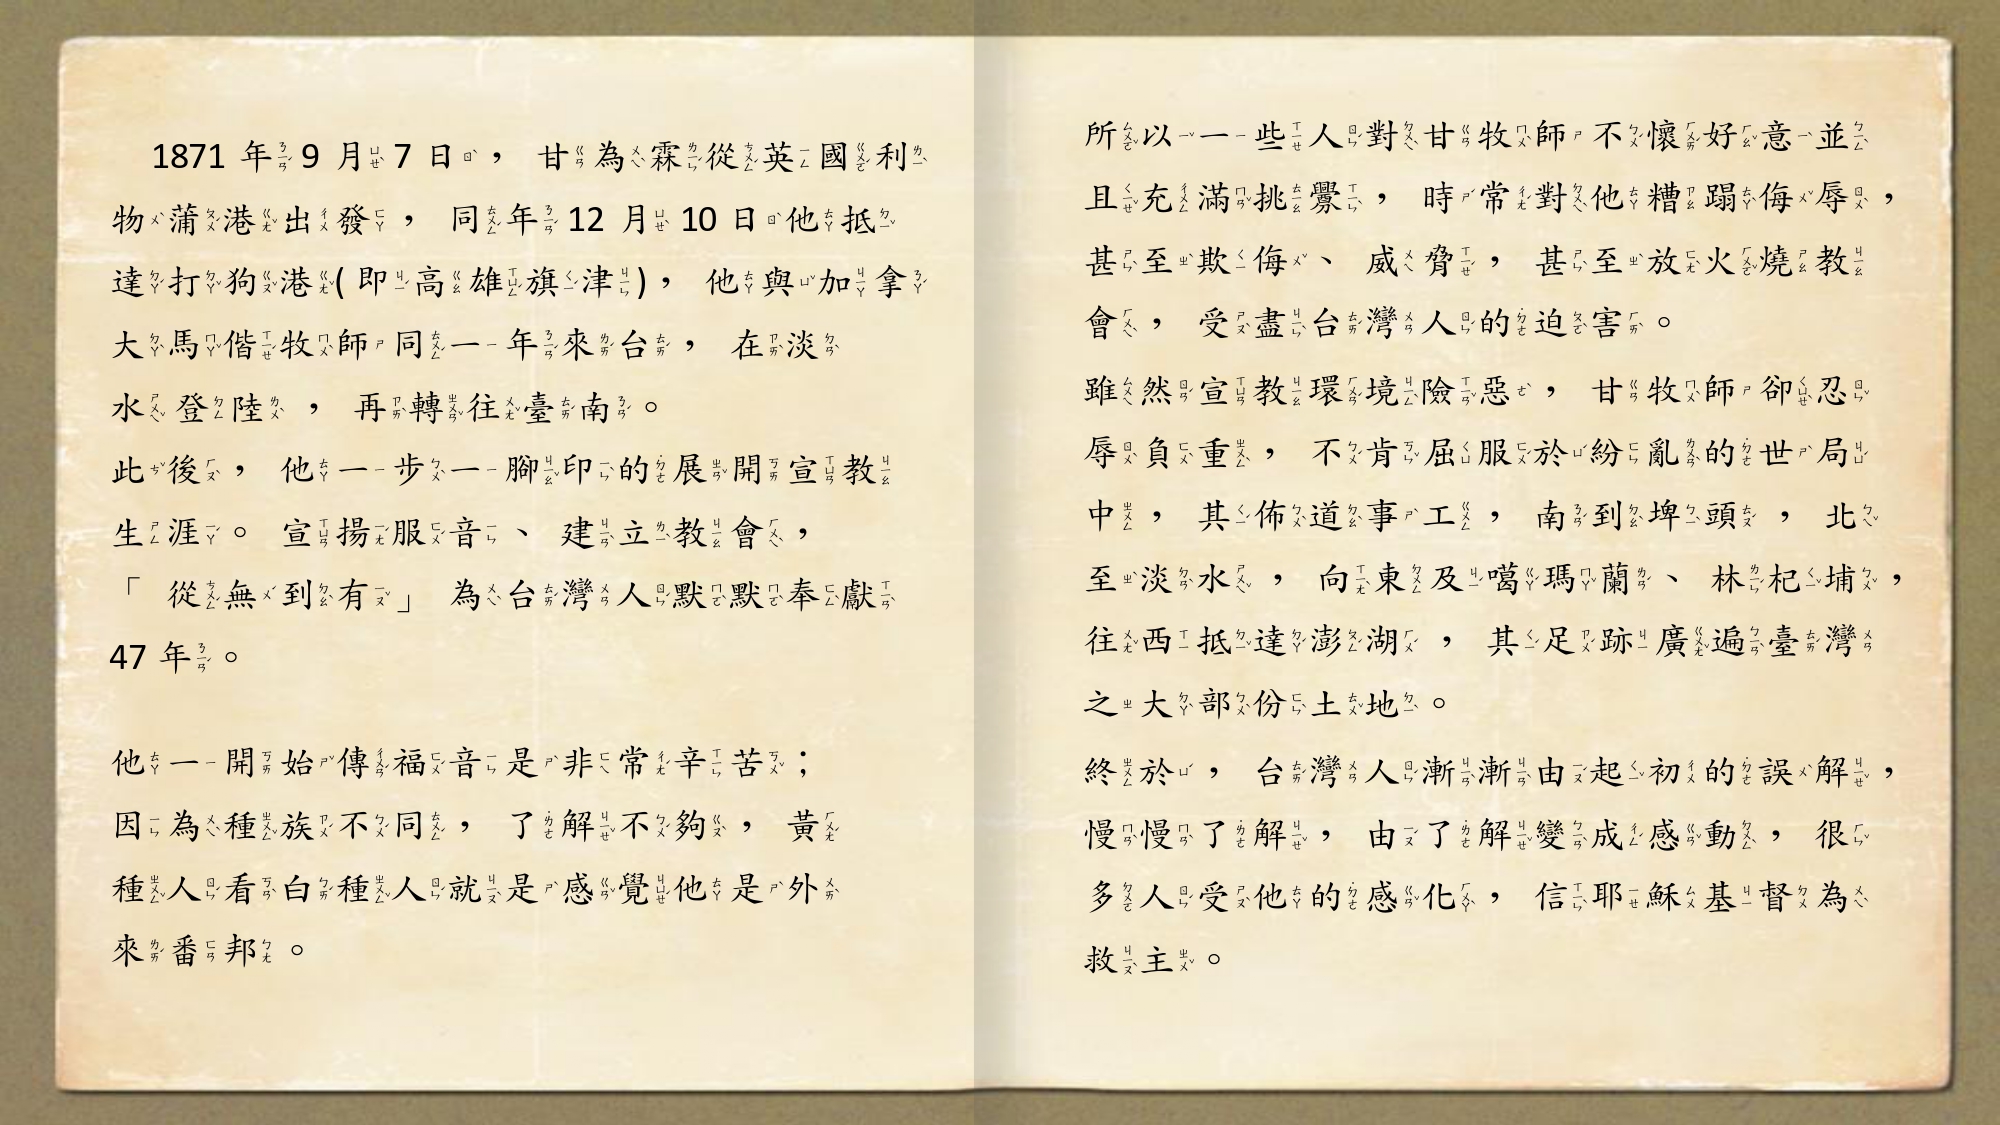 1871 年 9 月 7 日，甘為霖從英國利
物蒲港出發，同年 12 月 10 日他抵
達打狗港(即高雄旗津)，他與加拿
大馬偕牧師同一年來台，在淡
水登陸，再轉往臺南。
此後，他一步一腳印的展開宣教
生涯。宣揚服音、建立教會，
「從無到有」為台灣人默默奉獻
47 年。
他一開始傳福音是非常辛苦；
因為種族不同，了解不夠，黃
種人看白種人就是感覺他是外
來番邦。
所以一些人對甘牧師不懷好意並
且充滿挑釁，時常對他糟蹋侮辱，
甚至欺侮、威脅，甚至放火燒教
會，受盡台灣人的迫害。
雖然宣教環境險惡，甘牧師卻忍
辱負重，不肯屈服於紛亂的世局
中，其佈道事工，南到埤頭，北
至淡水，向東及噶瑪蘭、林杞埔，
往西抵達澎湖，其足跡廣遍臺灣
之大部份土地。
終於，台灣人漸漸由起初的誤解，
慢慢了解，由了解變成感動，很
多人受他的感化，信耶穌基督為
救主。